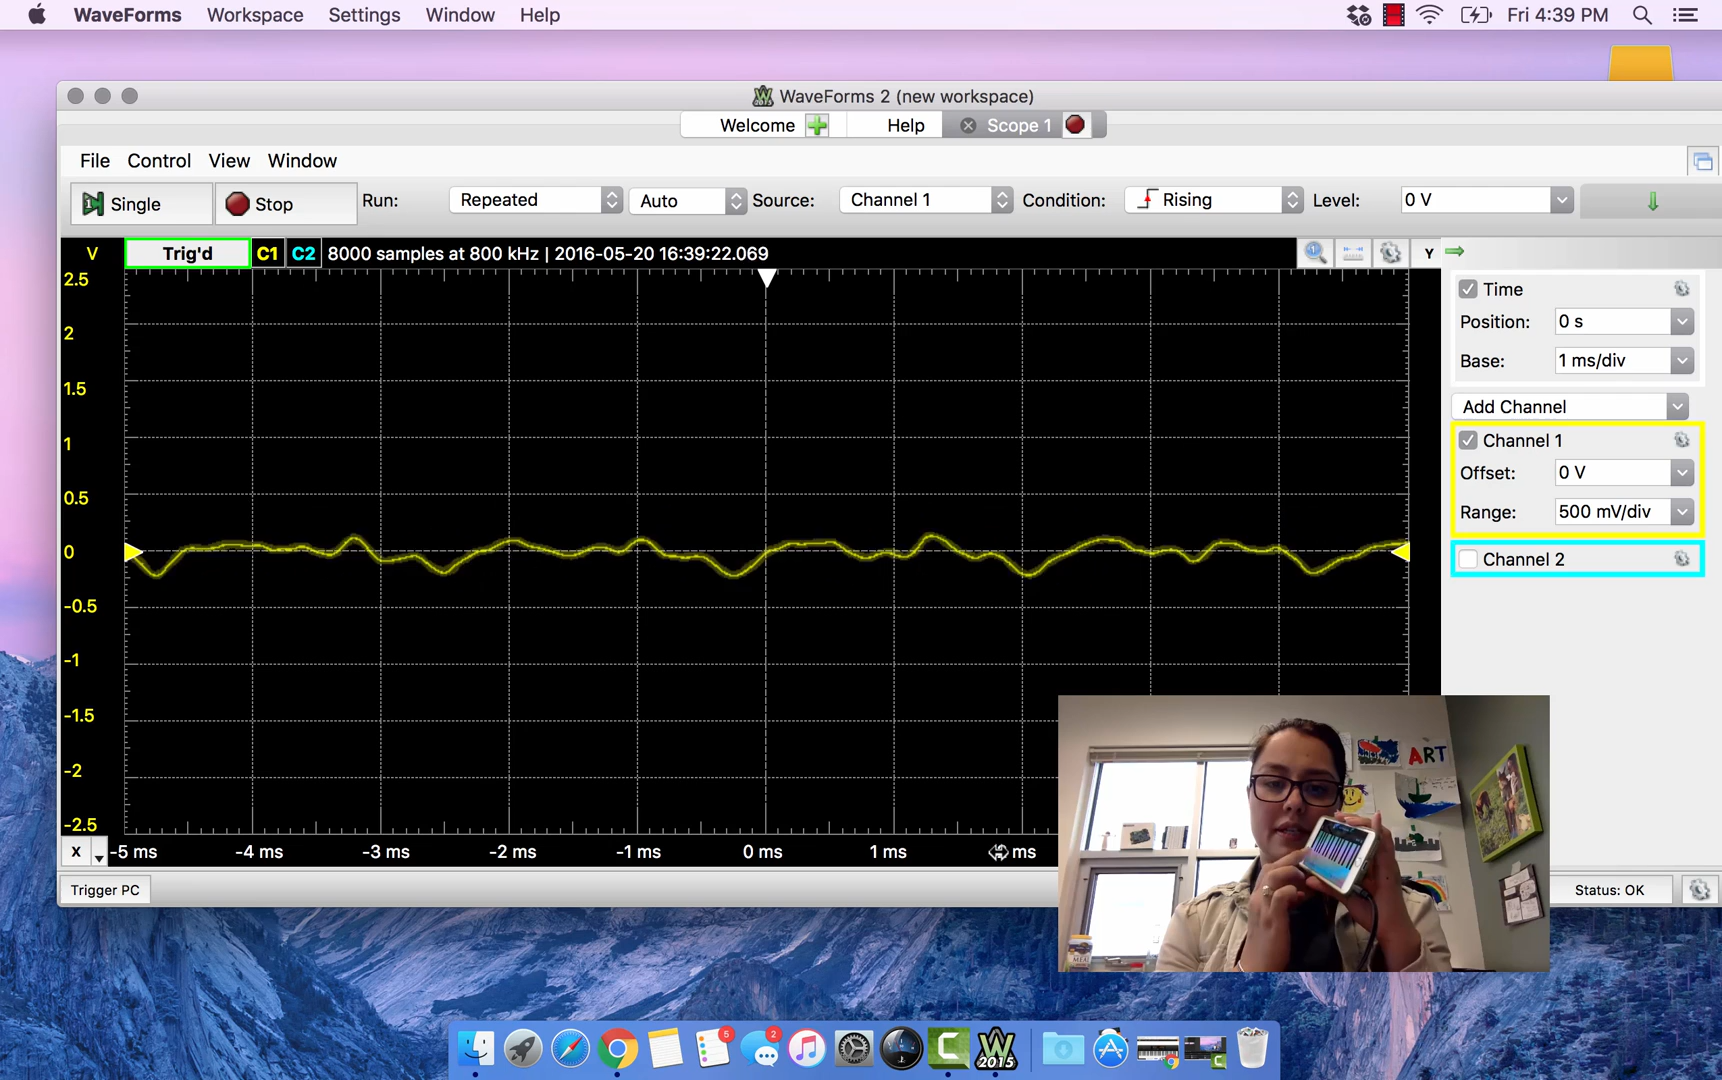 WaveForms Workspace Settings Window Help Fri 4:39 PM
WaveForms 2 (new workspace)
Welcome Help Scope 1
File Control View Window
Single Stop Run: Repeated Auto Source: Channel 1 Condition: Rising Level: 0 V
V Trig'd C1 C2 8000 samples at 800 kHz | 2016-05-20 16:39:22.069 Y
2.5
2
1.5
1
0.5
0
-0.5
-1
-1.5
-2
-2.5
X -5 ms -4 ms -3 ms -2 ms -1 ms 0 ms 1 ms ms
Time
Position: 0 s
Base: 1 ms/div
Add Channel
Channel 1
Offset: 0 V
Range: 500 mV/div
Channel 2
ART
Trigger PC Status: OK
5
2
2015